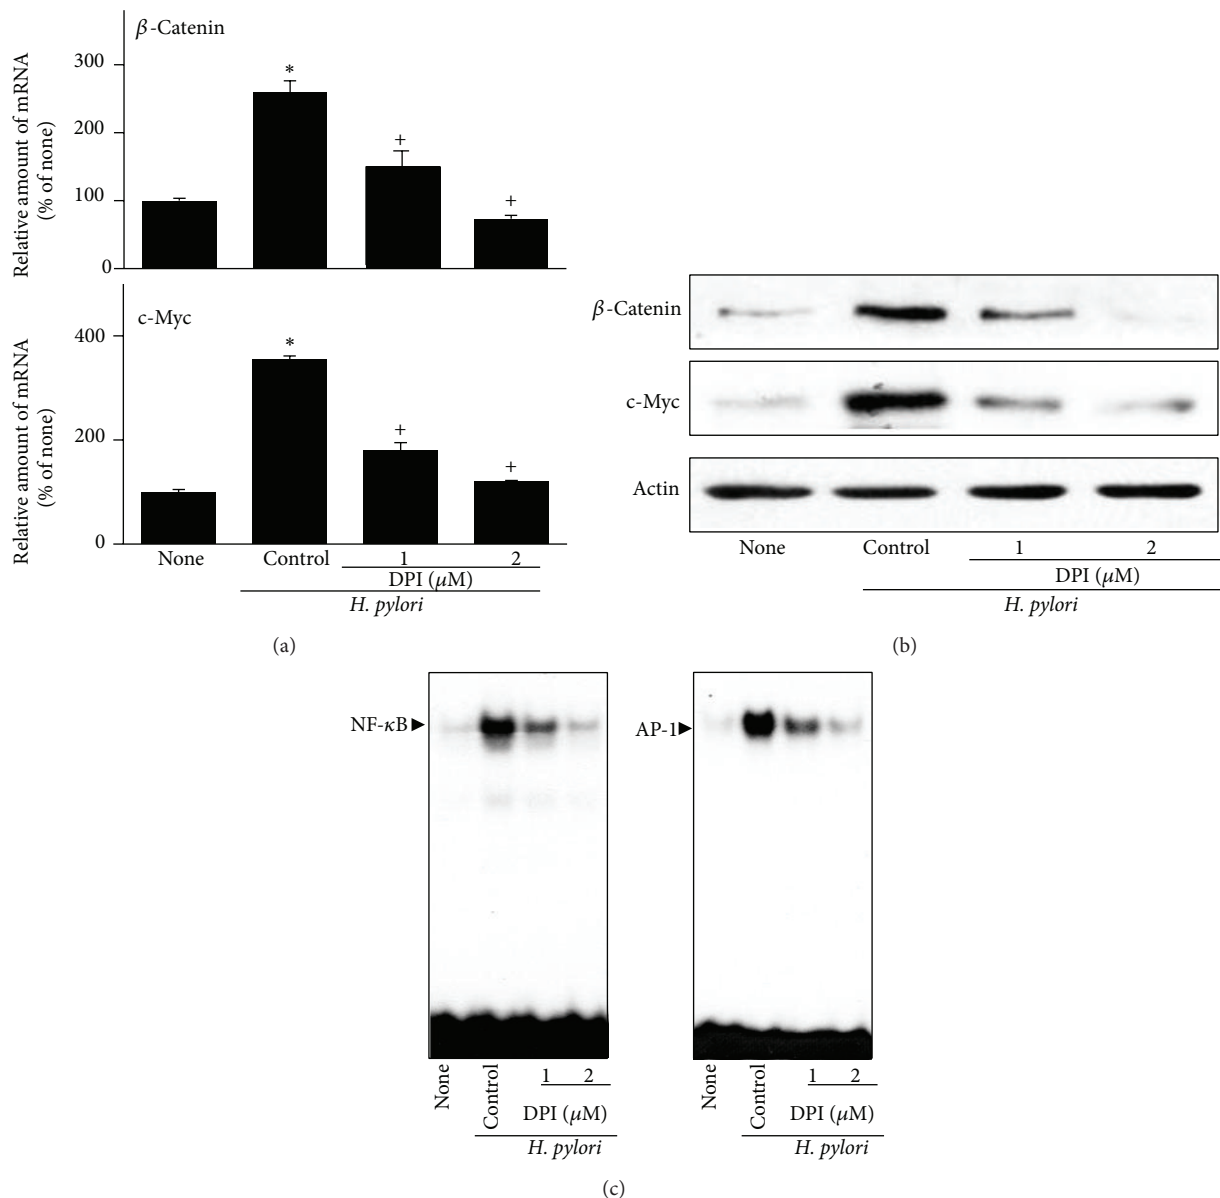 β-Catenin
Relative amount of mRNA
(% of none)
300
200
100
0
*
+
+
c-Myc
Relative amount of mRNA
(% of none)
400
200
0
*
+
+
None Control 1 2
DPI (μM)
H. pylori
(a)
β-Catenin
c-Myc
Actin
None Control 1 2
DPI (μM)
H. pylori
(b)
NF-κB
None Control 1 2
DPI (μM)
H. pylori
AP-1
None Control 1 2
DPI (μM)
H. pylori
(c)